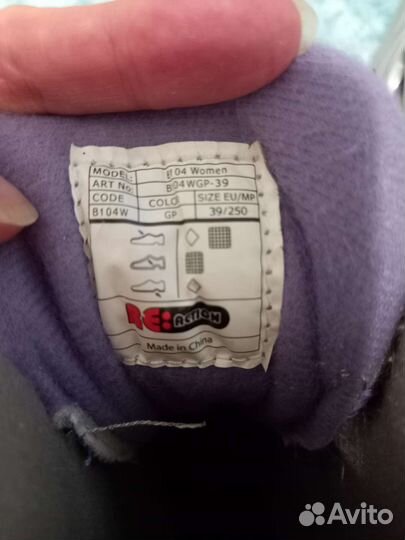 MODEL: B104 Women
ART No: B104WGP-39
CODE COLO SIZE EU/MP
B104W GP 39/250
RE:ACTION
Made in China
Avito